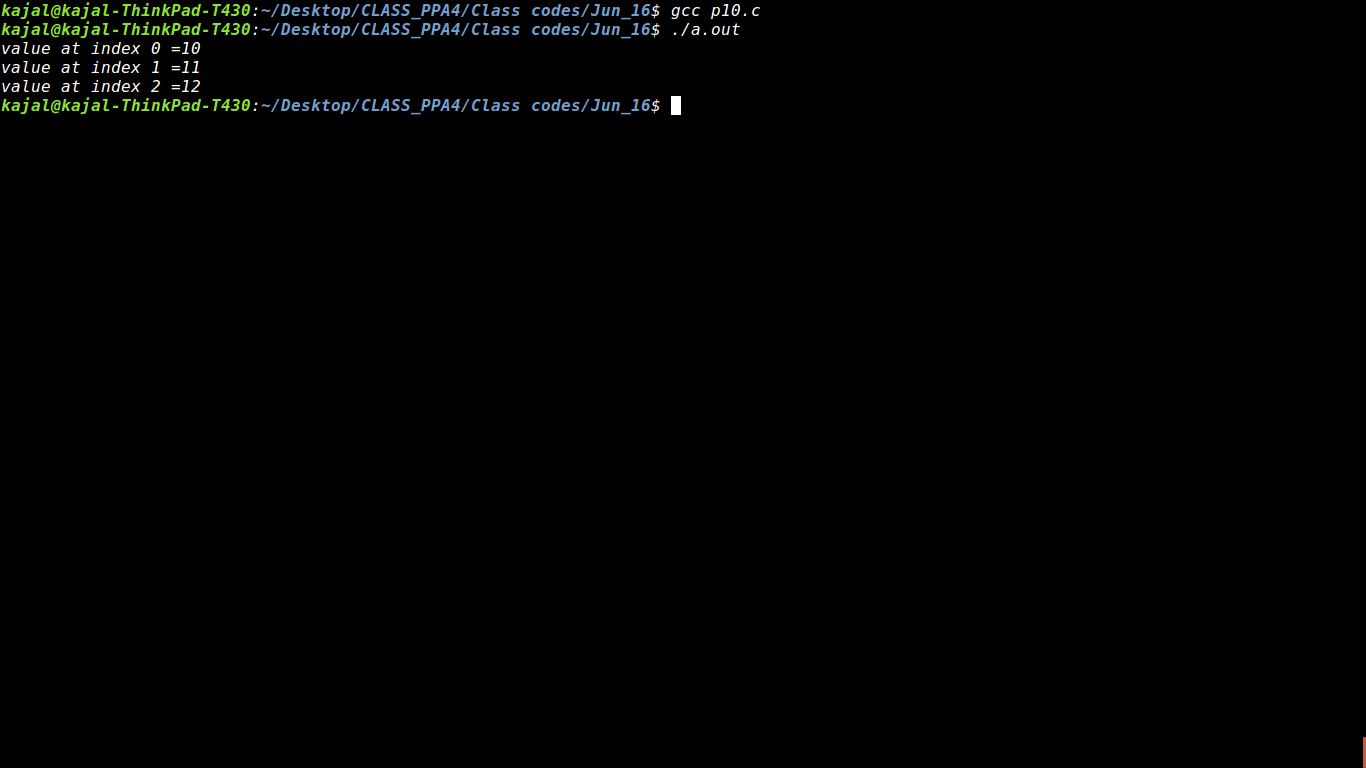 kajal@kajal-ThinkPad-T430:~/Desktop/CLASS_PPA4/Class codes/Jun_16$ gcc p10.c
kajal@kajal-ThinkPad-T430:~/Desktop/CLASS_PPA4/Class codes/Jun_16$ ./a.out
value at index 0 =10
value at index 1 =11
value at index 2 =12
kajal@kajal-ThinkPad-T430:~/Desktop/CLASS_PPA4/Class codes/Jun_16$